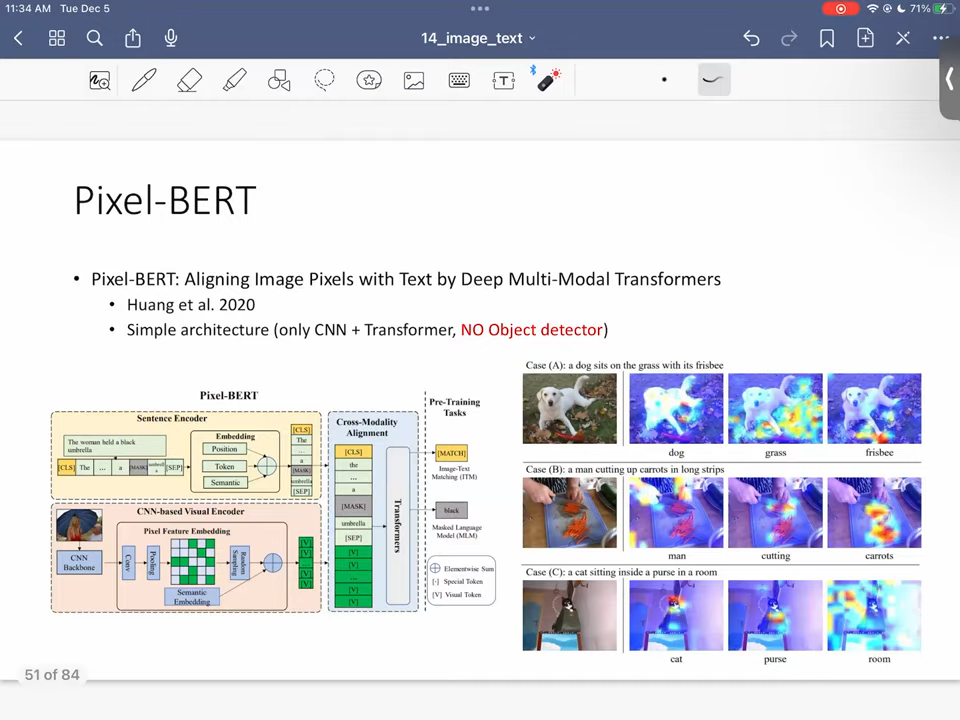 11:34 AM Tue Dec 5
71%
14_image_text
Pixel-BERT
• Pixel-BERT: Aligning Image Pixels with Text by Deep Multi-Modal Transformers
• Huang et al. 2020
• Simple architecture (only CNN + Transformer, NO Object detector)
Pixel-BERT
Sentence Encoder
The woman held a black
umbrella
[CLS] The ... a [MASK] umbrell a [SEP]
Embedding
Position
Token
Semantic
[CLS]
The
...
a
[MASK]
umbrella
[SEP]
CNN-based Visual Encoder
CNN
Backbone
Pixel Feature Embedding
Conv
Pooling
Random
Sampling
Semantic
Embedding
[V]
[V]
...
[V]
[V]
Cross-Modality
Alignment
[CLS]
the
...
a
[MASK]
umbrella
[SEP]
[V]
[V]
...
[V]
[V]
Transformers
Pre-Training
Tasks
[MATCH]
Image-Text
Matching (ITM)
black
Masked Language
Model (MLM)
Elementwise Sum
[·] Special Token
[V] Visual Token
Case (A): a dog sits on the grass with its frisbee
dog grass frisbee
Case (B): a man cutting up carrots in long strips
man cutting carrots
Case (C): a cat sitting inside a purse in a room
cat purse room
51 of 84